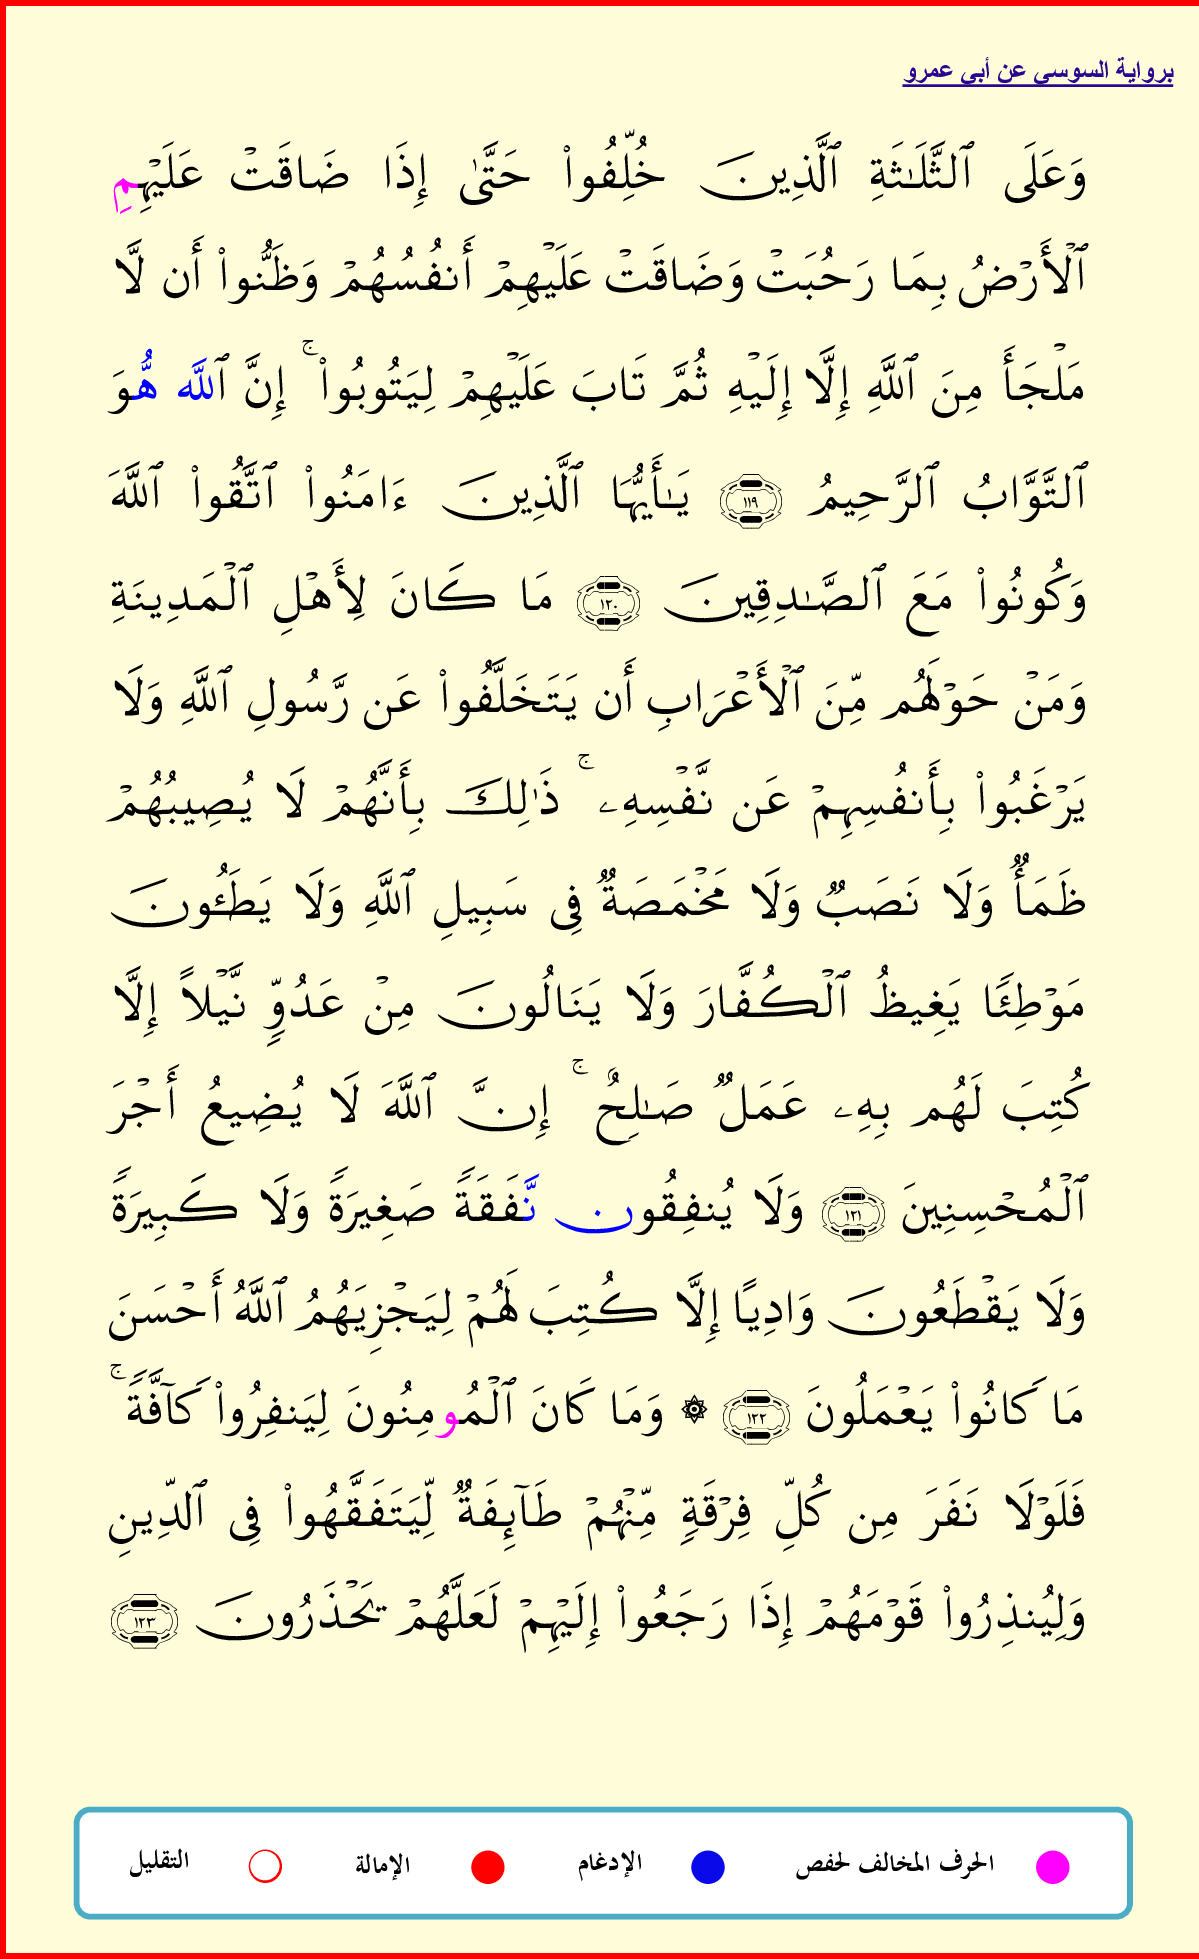 برواية السوسي عن أبي عمرو
وَعَلَى ٱلثَّلَٰثَةِ ٱلَّذِينَ خُلِّفُواْ حَتَّىٰ إِذَا ضَاقَتْ عَلَيْهِمِ
ٱلْأَرْضُ بِمَا رَحُبَتْ وَضَاقَتْ عَلَيْهِمْ أَنفُسُهُمْ وَظَنُّواْ أَن لَّا
مَلْجَأَ مِنَ ٱللَّهِ إِلَّا إِلَيْهِ ثُمَّ تَابَ عَلَيْهِمْ لِيَتُوبُواْ ۚ إِنَّ ٱللَّه هُّوَ
ٱلتَّوَّابُ ٱلرَّحِيمُ ١١٩ يَٰأَيُّهَا ٱلَّذِينَ ءَامَنُواْ ٱتَّقُواْ ٱللَّهَ
وَكُونُواْ مَعَ ٱلصَّٰدِقِينَ ١٢٠ مَا كَانَ لِأَهْلِ ٱلْمَدِينَةِ
وَمَنْ حَوْلَهُم مِّنَ ٱلْأَعْرَابِ أَن يَتَخَلَّفُواْ عَن رَّسُولِ ٱللَّهِ وَلَا
يَرْغَبُواْ بِأَنفُسِهِمْ عَن نَّفْسِهِۦ ۚ ذَٰلِكَ بِأَنَّهُمْ لَا يُصِيبُهُمْ
ظَمَأٌ وَلَا نَصَبٌ وَلَا مَخْمَصَةٌ فِي سَبِيلِ ٱللَّهِ وَلَا يَطَـُٔونَ
مَوْطِئًا يَغِيظُ ٱلْكُفَّارَ وَلَا يَنَالُونَ مِنْ عَدُوٍّ نَّيْلًا إِلَّا
كُتِبَ لَهُم بِهِۦ عَمَلٌ صَٰلِحٌ ۚ إِنَّ ٱللَّهَ لَا يُضِيعُ أَجْرَ
ٱلْمُحْسِنِينَ ١٢١ وَلَا يُنفِقُون نَّفَقَةً صَغِيرَةً وَلَا كَبِيرَةً
وَلَا يَقْطَعُونَ وَادِيًا إِلَّا كُتِبَ لَهُمْ لِيَجْزِيَهُمُ ٱللَّهُ أَحْسَنَ
مَا كَانُواْ يَعْمَلُونَ ١٢٢ ۞ وَمَا كَانَ ٱلْمُومِنُونَ لِيَنفِرُواْ كَآفَّةً ۚ
فَلَوْلَا نَفَرَ مِن كُلِّ فِرْقَةٍ مِّنْهُمْ طَآئِفَةٌ لِّيَتَفَقَّهُواْ فِي ٱلدِّينِ
وَلِيُنذِرُواْ قَوْمَهُمْ إِذَا رَجَعُواْ إِلَيْهِمْ لَعَلَّهُمْ يَحْذَرُونَ ١٢٣
الحرف المخالف لحفص الإدغام الإمالة التقليل